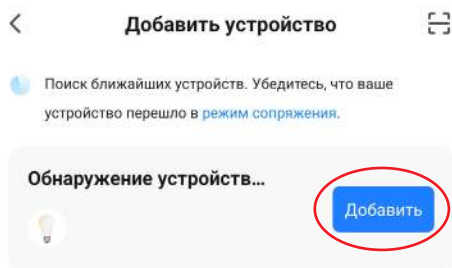 Добавить устройство
Поиск ближайших устройств. Убедитесь, что ваше
устройство перешло в режим сопряжения.
Обнаружение устройств...
Добавить